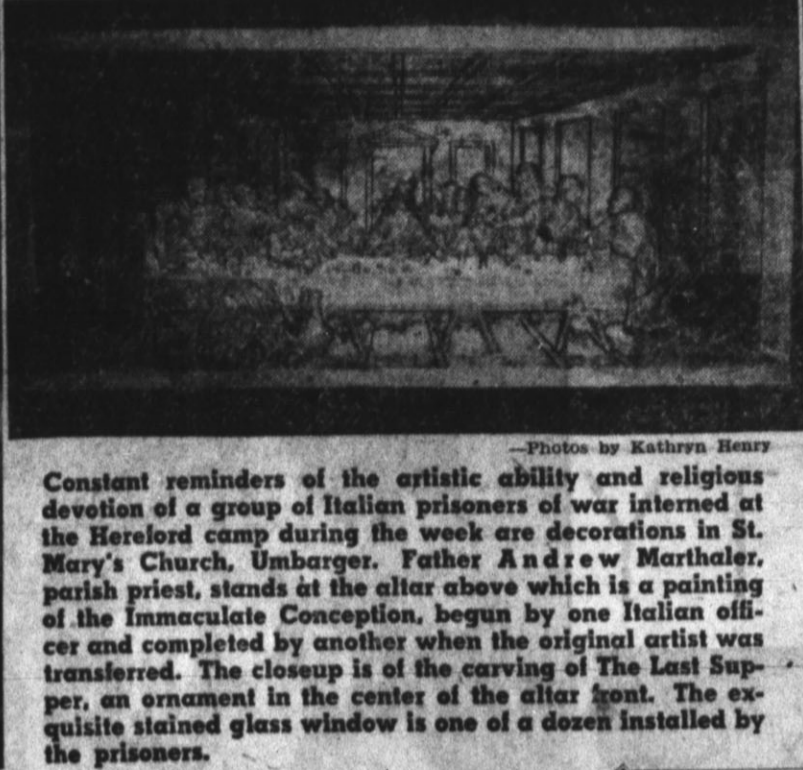 —Photos by Kathryn Henry
Constant reminders of the artistic ability and religious
devotion of a group of Italian prisoners of war interned at
the Hereford camp during the week are decorations in St.
Mary's Church, Umbarger. Father Andrew Marthaler,
parish priest, stands at the altar above which is a painting
of the Immaculate Conception, begun by one Italian offi-
cer and completed by another when the original artist was
transferred. The closeup is of the carving of The Last Sup-
per, an ornament in the center of the altar front. The ex-
quisite stained glass window is one of a dozen installed by
the prisoners.